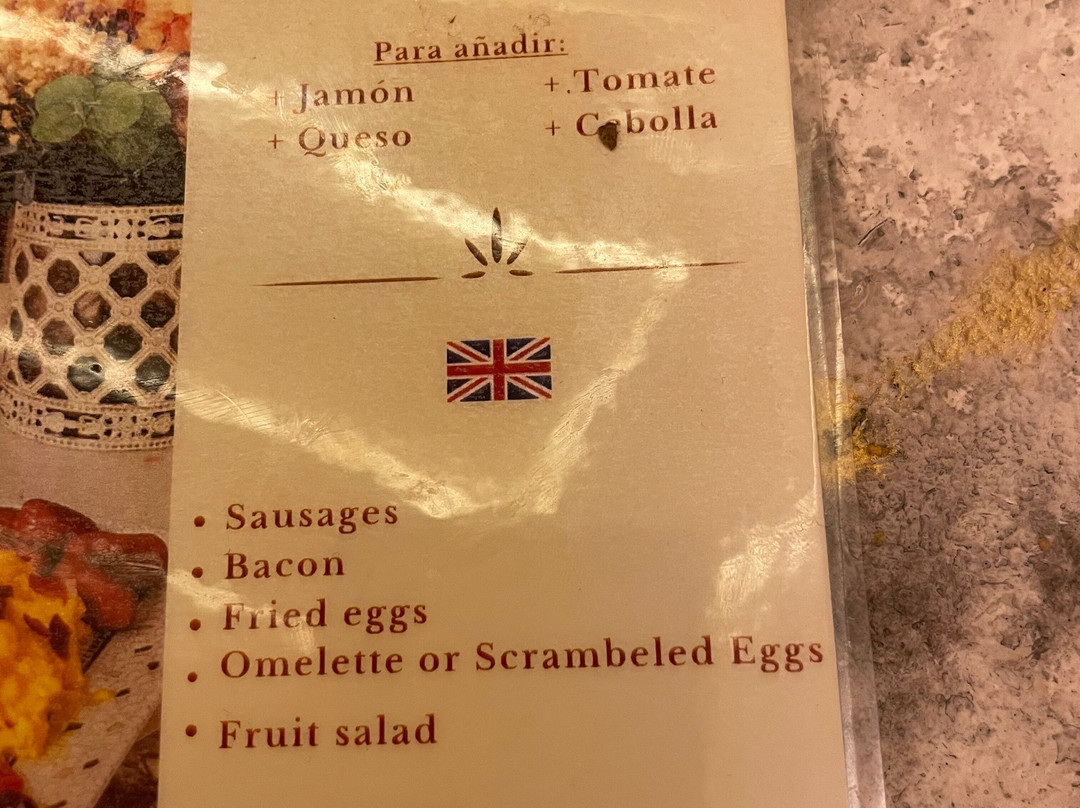 Para añadir:
+ Jamón
+ Tomate
+ Queso
+ Cebolla
• Sausages
• Bacon
• Fried eggs
• Omelette or Scrambeled Eggs
• Fruit salad